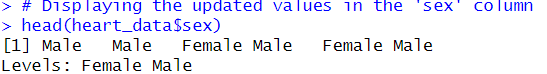 > # Displaying the updated values in the 'sex' column
> head(heart_data$sex)
[1] Male   Male   Female Male   Female Male
Levels: Female Male